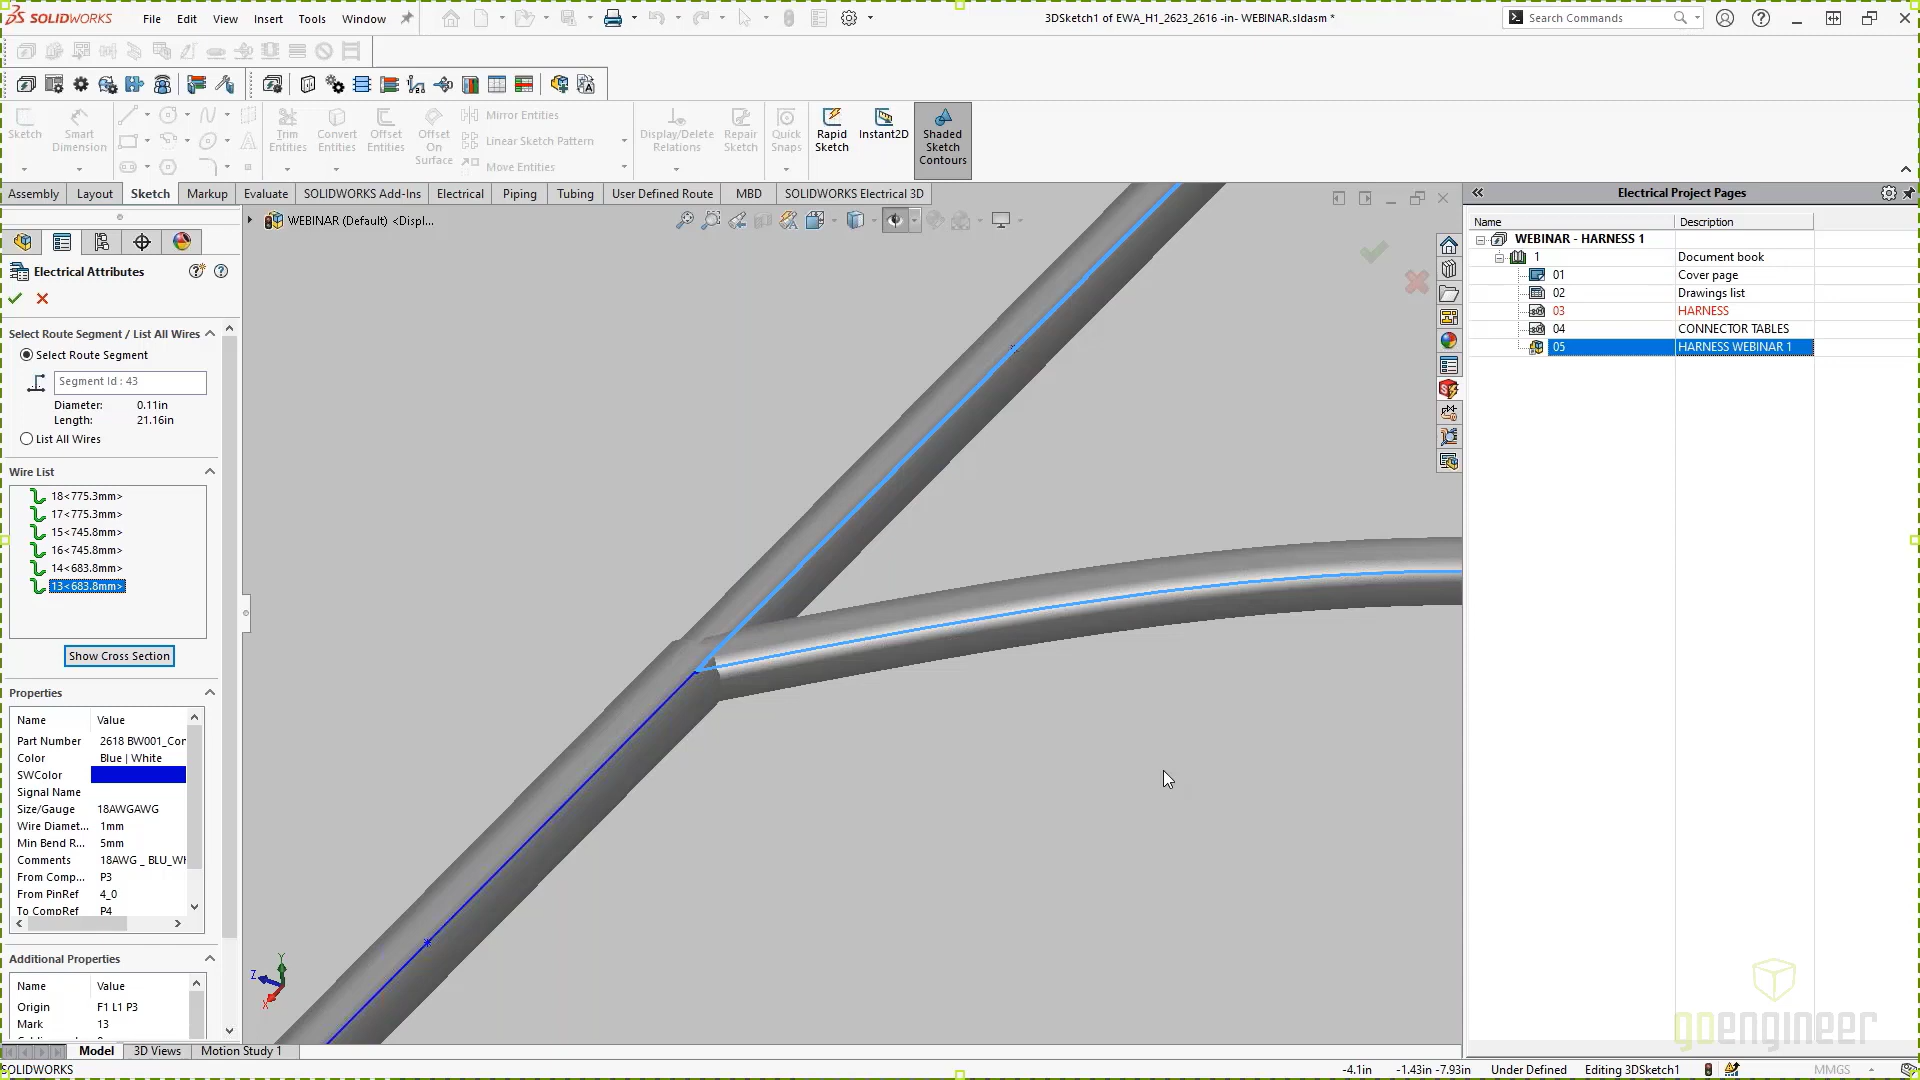 SOLIDWORKS File Edit View Insert Tools Window
3DSketch1 of EWA_H1_2623_2616 -in- WEBINAR.sldasm *
Search Commands
Sketch
Smart Dimension
Trim Entities
Convert Entities
Offset Entities
Offset On Surface
Mirror Entities
Linear Sketch Pattern
Move Entities
Display/Delete Relations
Repair Sketch
Quick Snaps
Rapid Sketch
Instant2D
Shaded Sketch Contours
Assembly Layout Sketch Markup Evaluate SOLIDWORKS Add-Ins Electrical Piping Tubing User Defined Route MBD SOLIDWORKS Electrical 3D
WEBINAR (Default) <Displ...
Electrical Attributes
Select Route Segment / List All Wires
Select Route Segment
Segment Id : 43
Diameter: 0.11in
Length: 21.16in
List All Wires
Wire List
18<775.3mm>
17<775.3mm>
15<745.8mm>
16<745.8mm>
14<683.8mm>
13<683.8mm>
Show Cross Section
Properties
Name Value
Part Number 2618 BW001_Con
Color Blue | White
SWColor
Signal Name
Size/Gauge 18AWGAWG
Wire Diamet... 1mm
Min Bend R... 5mm
Comments 18AWG _ BLU_WH
From Comp... P3
From PinRef 4_0
To CompRef P4
Additional Properties
Name Value
Origin F1 L1 P3
Mark 13
Y
Z
X
Model 3D Views Motion Study 1
Electrical Project Pages
Name Description
WEBINAR - HARNESS 1
1 Document book
01 Cover page
02 Drawings list
03 HARNESS
04 CONNECTOR TABLES
05 HARNESS WEBINAR 1
goengineer
SOLIDWORKS
-4.1in -1.43in -7.93in Under Defined Editing 3DSketch1 MMGS